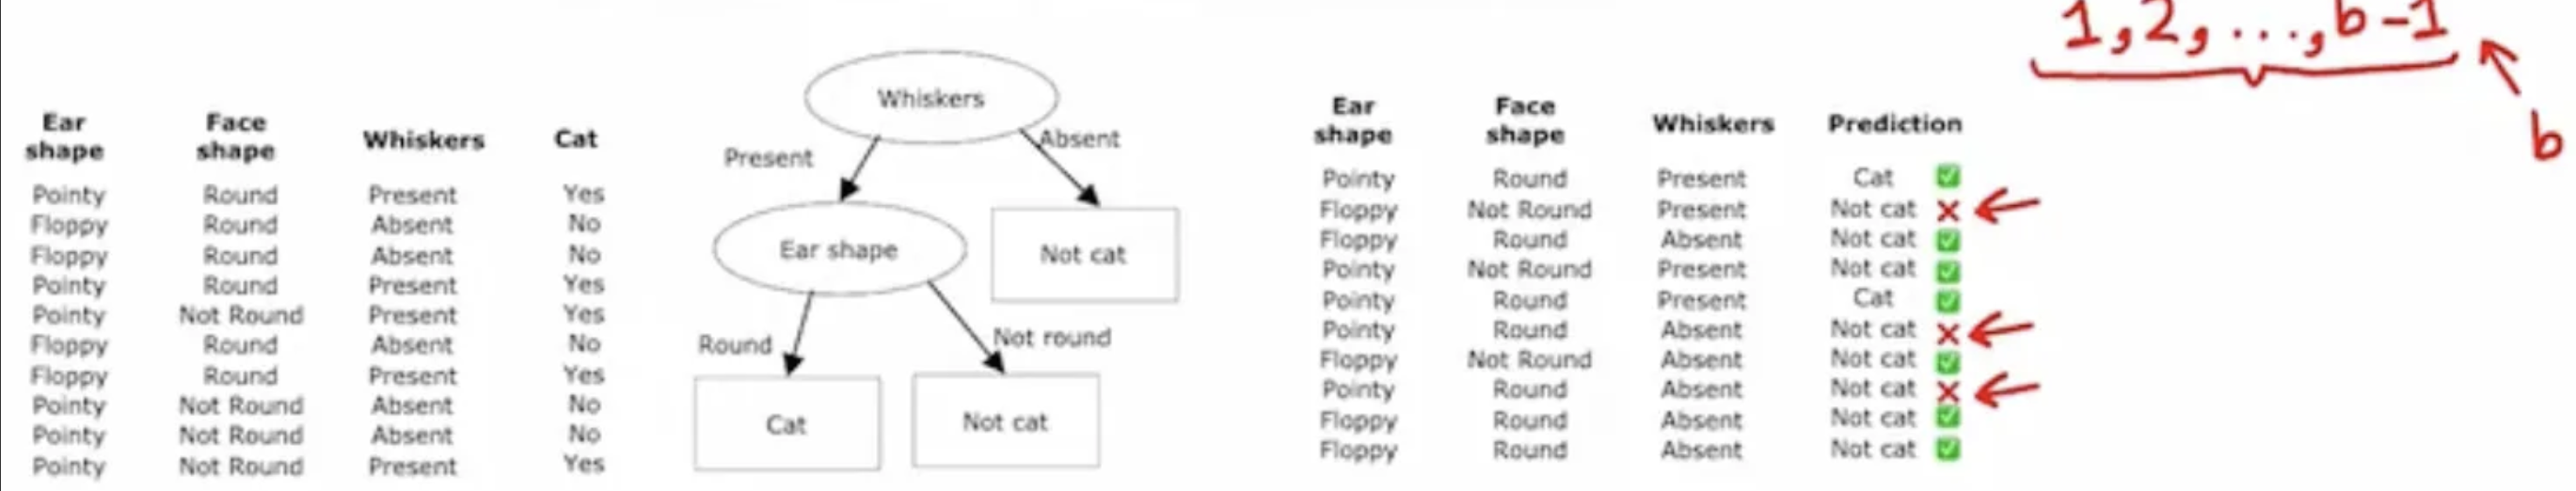 1, 2, ..., b-1
b
Ear shape Face shape Whiskers Cat
Pointy Round Present Yes
Floppy Round Absent No
Floppy Round Absent No
Pointy Round Present Yes
Pointy Not Round Present Yes
Floppy Round Absent No
Floppy Round Present Yes
Pointy Not Round Absent No
Pointy Not Round Absent No
Pointy Not Round Present Yes
Whiskers
Present
Absent
Ear shape
Not cat
Round
Not round
Cat
Not cat
Ear shape Face shape Whiskers Prediction
Pointy Round Present Cat ✅
Floppy Not Round Present Not cat ×
Floppy Round Absent Not cat ✅
Pointy Not Round Present Not cat ✅
Pointy Round Present Cat ✅
Pointy Round Absent Not cat ×
Floppy Not Round Absent Not cat ✅
Pointy Round Absent Not cat ×
Floppy Round Absent Not cat ✅
Floppy Round Absent Not cat ✅